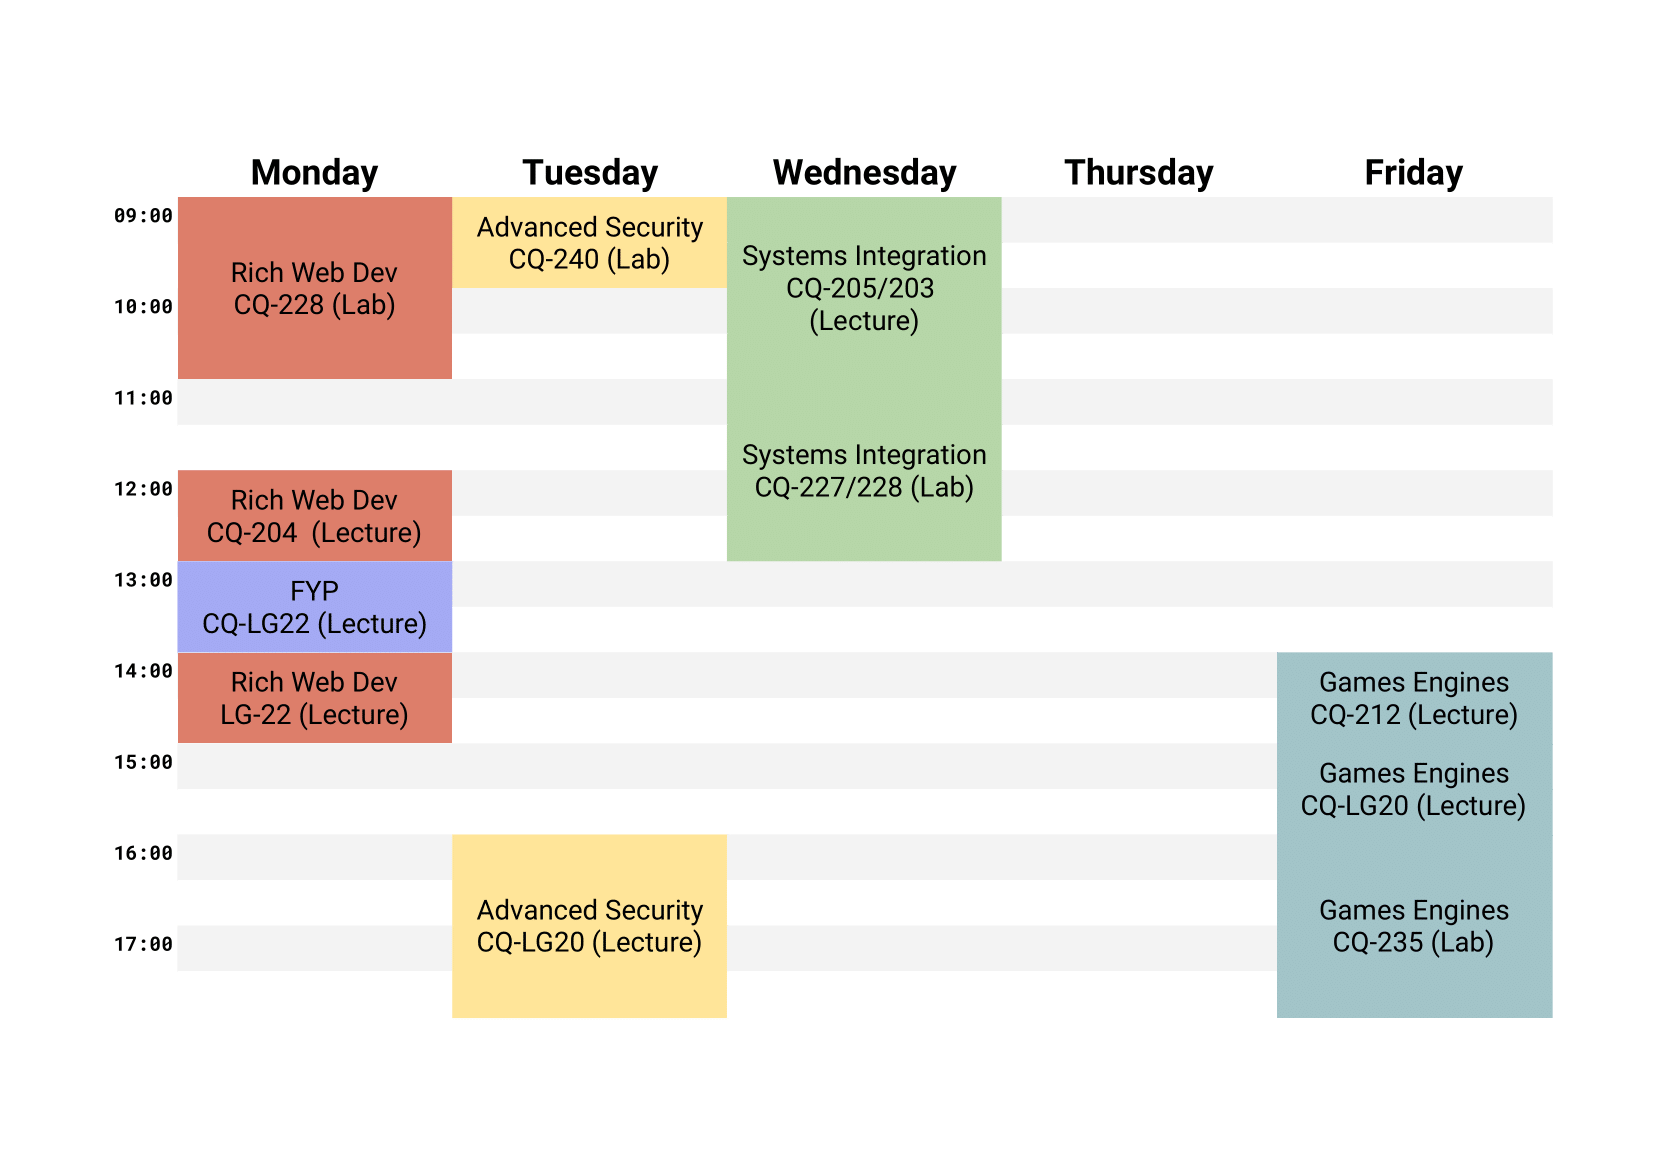 Monday
Tuesday
Wednesday
Thursday
Friday
09:00
Rich Web Dev
CQ-228 (Lab)
Advanced Security
CQ-240 (Lab)
Systems Integration
CQ-205/203
(Lecture)
10:00
11:00
Systems Integration
CQ-227/228 (Lab)
12:00
Rich Web Dev
CQ-204  (Lecture)
13:00
FYP
CQ-LG22 (Lecture)
14:00
Rich Web Dev
LG-22 (Lecture)
Games Engines
CQ-212 (Lecture)
15:00
Games Engines
CQ-LG20 (Lecture)
16:00
Advanced Security
CQ-LG20 (Lecture)
Games Engines
CQ-235 (Lab)
17:00